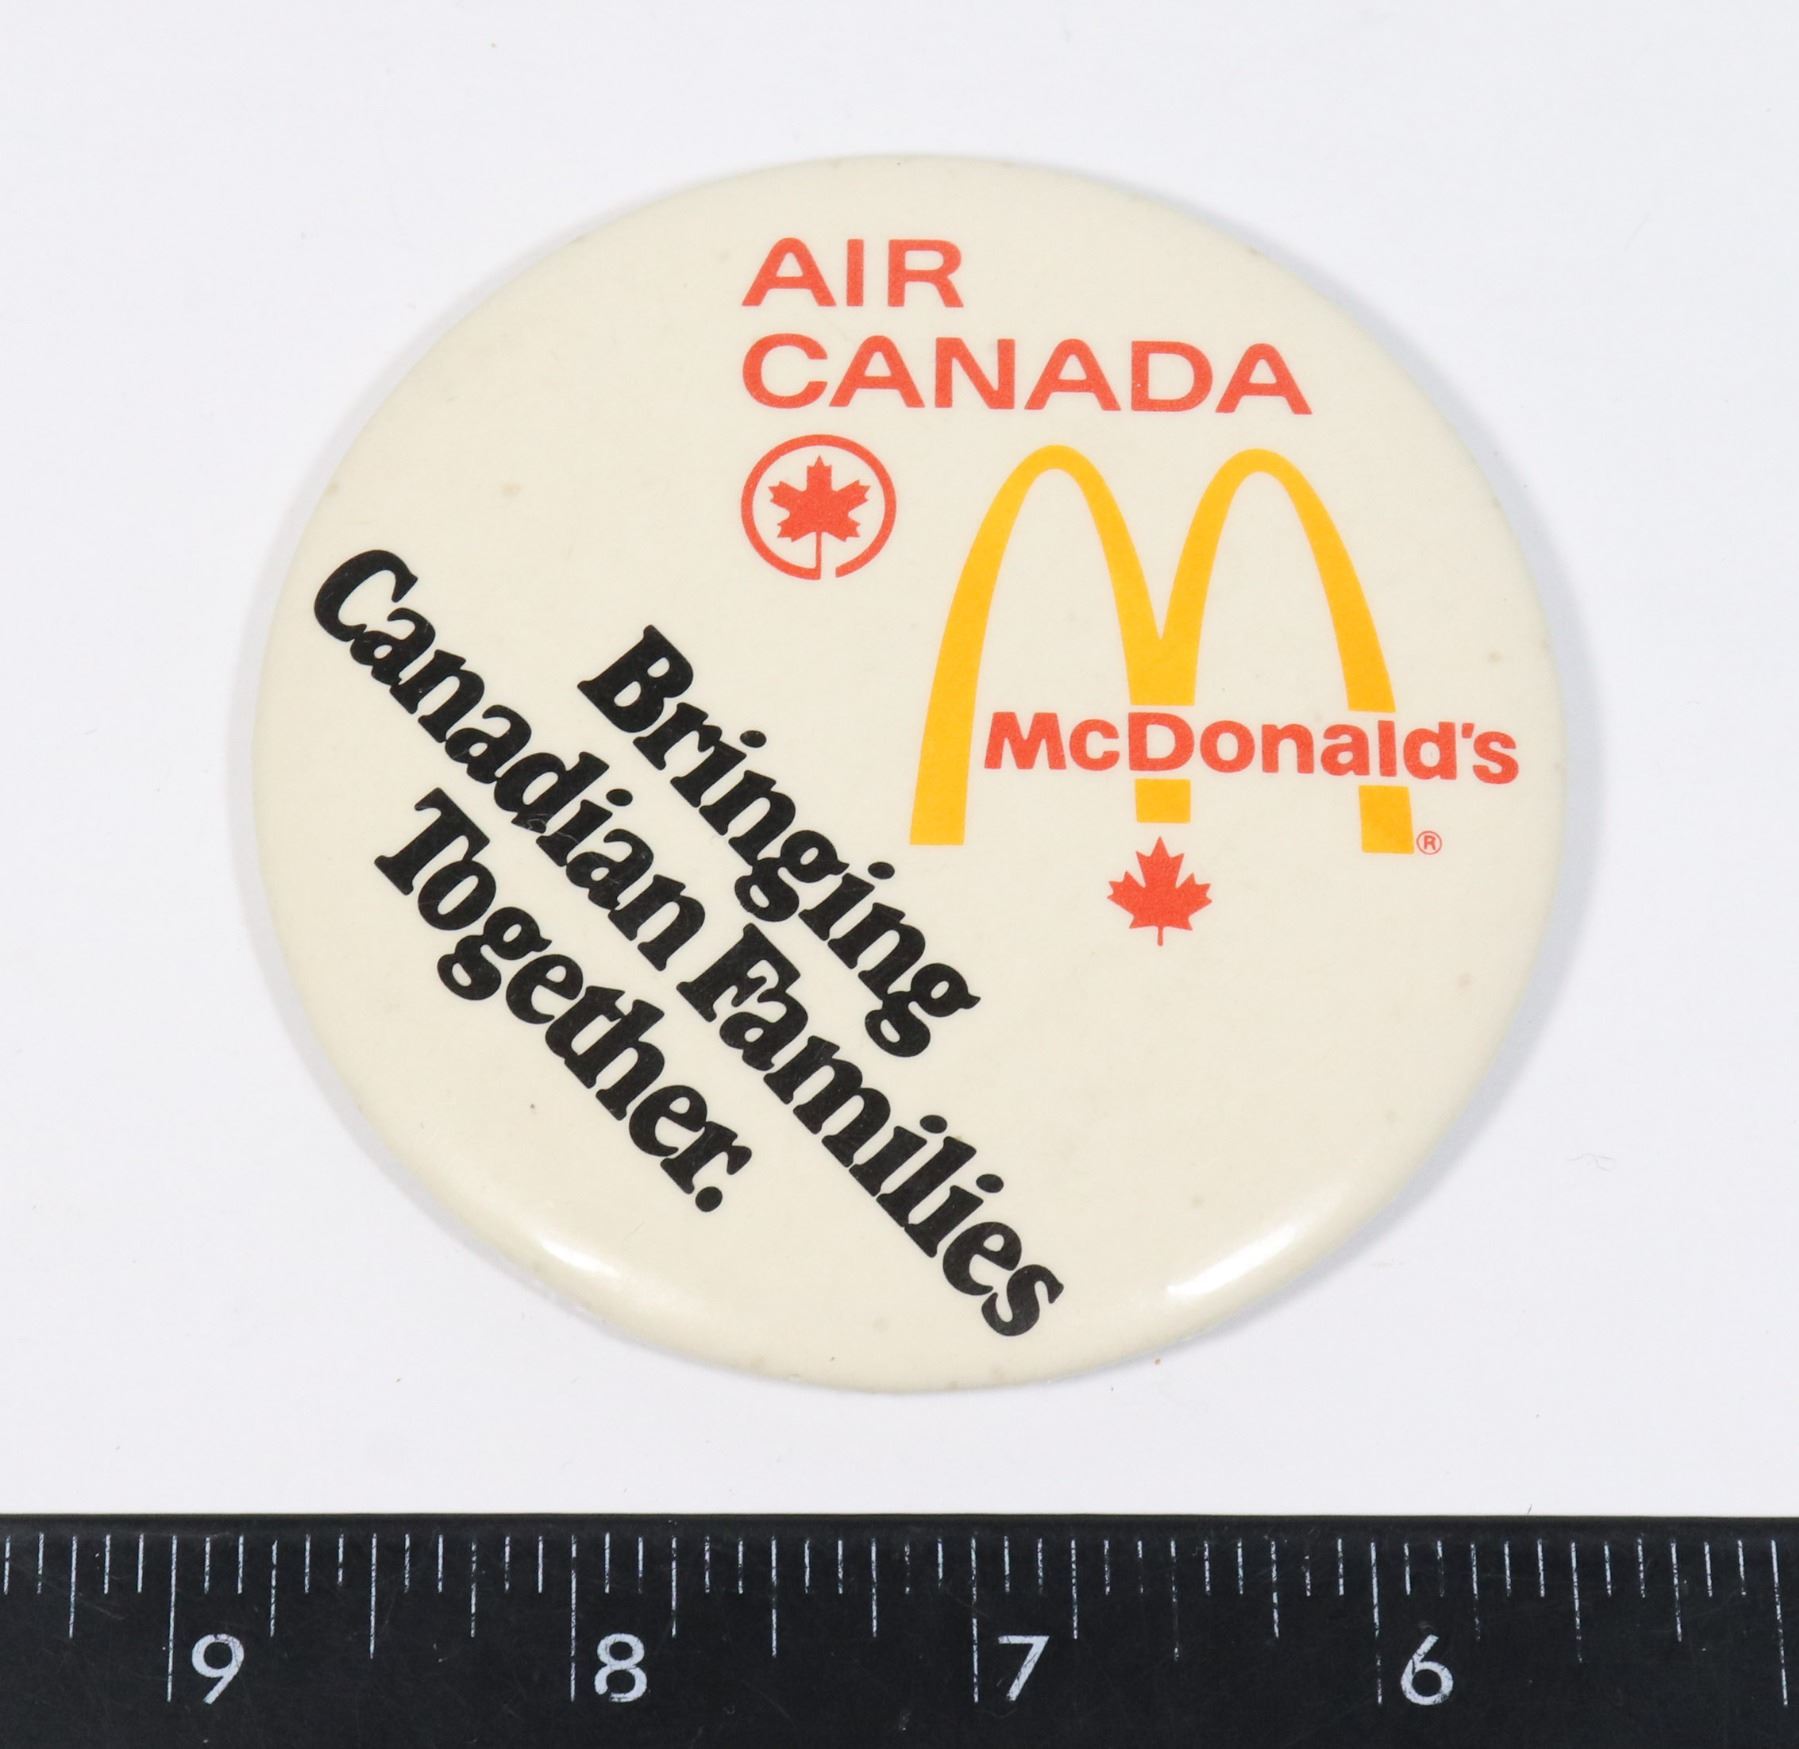 AIR
CANADA
McDonald's
®
Bringing
Canadian Families
Together.
9 8 7 6